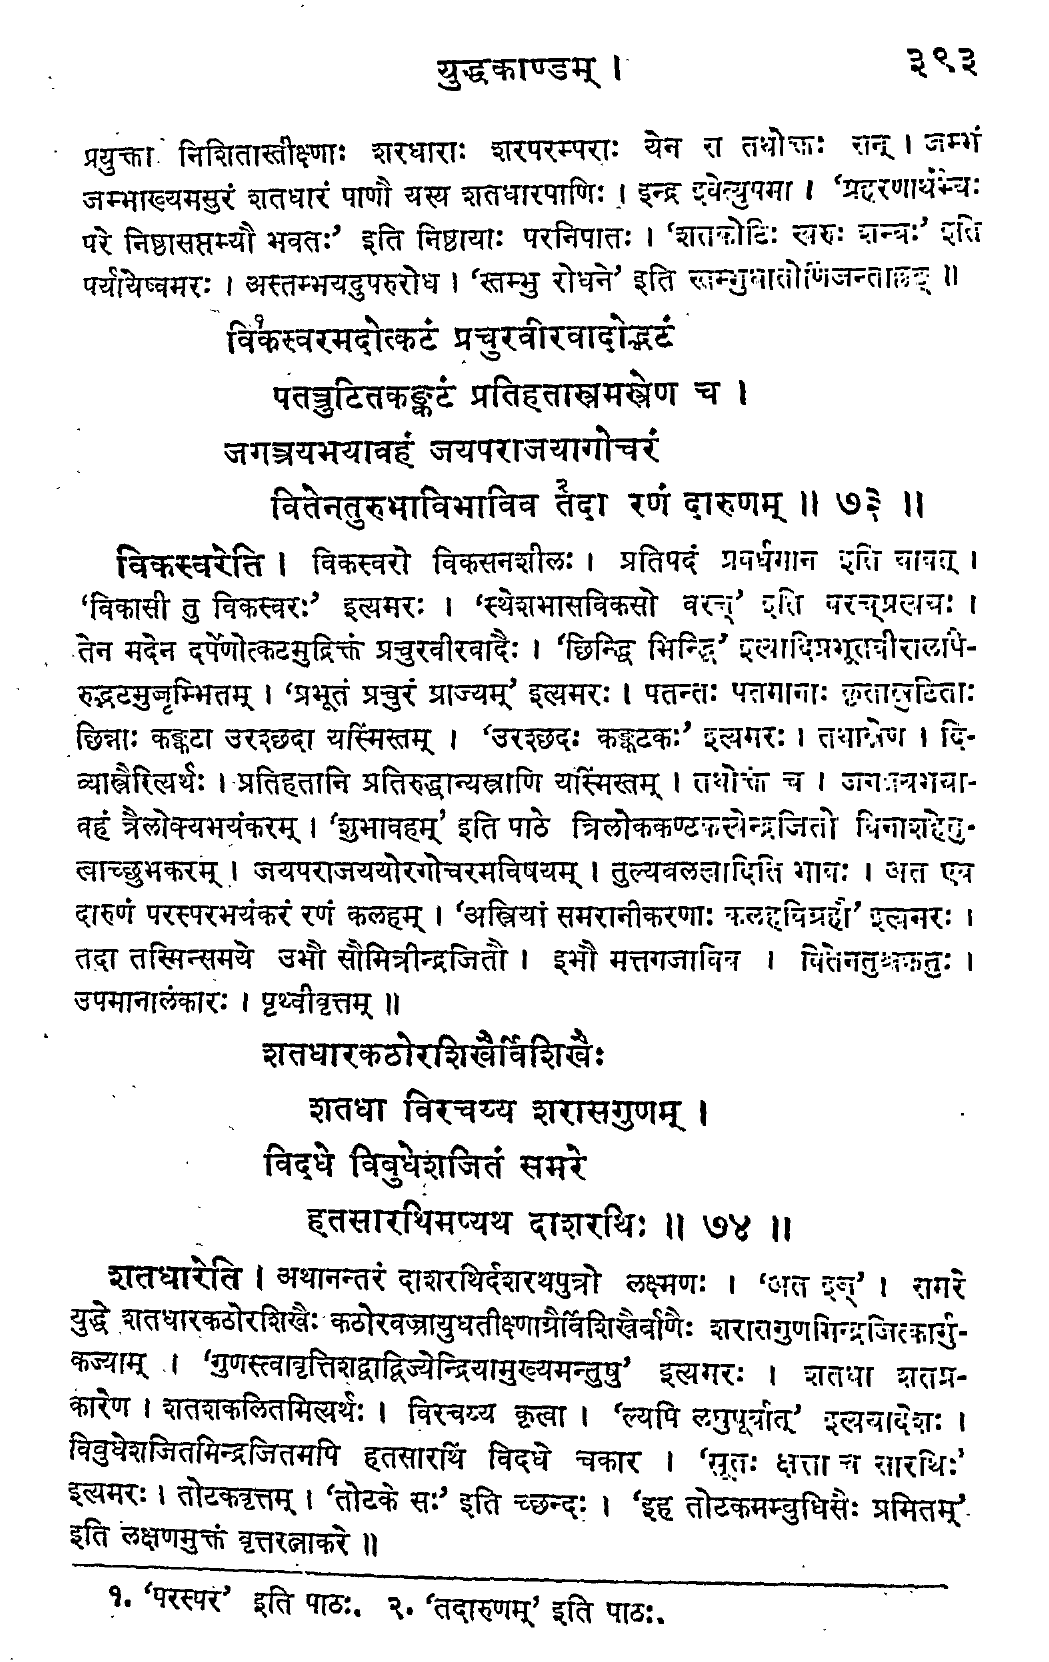 युद्धकाण्डम् । ३९३
प्रयुक्ता निशितास्तीक्ष्णाः शरधाराः शरपरम्पराः येन स तथोक्तः सन् । जम्भं
जम्भाख्यमसुरं शतधारं पाणौ यस्य शतधारपाणिः । इन्द्र इवेत्युपमा । ‘प्रहरणार्थेभ्यः
परे निष्ठासप्तम्यौ भवतः’ इति निष्ठायाः परनिपातः । ‘शतकोटिः स्वरुः शम्बः’ इति
पर्यायेष्वमरः । अस्तम्भयदुपरुरोध । ‘स्तम्भु रोधने’ इति स्तम्भुधातोर्णिजन्ताल्लङ् ॥
विक॑१स्वरमदोत्कटं प्रचुरवीरवादोद्भटं
पतत्रुटितकङ्कटं प्रतिहतास्त्रमस्त्रेण च ।
जगत्रयभयावहं जयपराजयागोचरं
वितेनतुरुभाविभाविव २तदा रणं दारुणम् ॥ ७३ ॥
विकस्वरेति । विकस्वरो विकसनशीलः । प्रतिपदं प्रवर्धमान इति यावत् ।
‘विकासी तु विकस्वरः’ इत्यमरः । ‘स्थेशभासविकसो वरच्’ इति वरच्प्रत्ययः ।
तेन मदेन दर्पेणोत्कटमुद्रिक्तं प्रचुरवीरवादैः । ‘छिन्द्धि भिन्द्धि’ इत्यादिप्रभूतवीरालापै-
रुद्भटमुज्जृम्भितम् । ‘प्रभूतं प्रचुरं प्राज्यम्’ इत्यमरः । पतन्तः पतमानाः कृतास्त्रुटिताः
छिन्नाः कङ्कटा उरश्छदा यस्मिंस्तम् । ‘उरश्छदः कङ्कटकः’ इत्यमरः । तथास्त्रेण । दि-
व्यास्त्रैरित्यर्थः । प्रतिहतानि प्रतिरुद्धान्यस्त्राणि यस्मिंस्तम् । तथोक्तं च । जगत्रयभया-
वहं त्रैलोक्यभयंकरम् । ‘शुभावहम्’ इति पाठे त्रिलोककण्टकस्येन्द्रजितो विनाशहेतु-
त्वाच्छुभकरम् । जयपराजययोरगोचरमविषयम् । तुल्यबलत्वादिति भावः । अत एव
दारुणं परस्परभयंकरं रणं कलहम् । ‘अस्त्रियां समरानीकरणाः कलहविग्रहौ’ इत्यमरः ।
तदा तस्मिन्समये उभौ सौमित्रीन्द्रजितौ । इभौ मत्तगजाविव । वितेनतुश्चक्रतुः ।
उपमानालंकारः । पृथ्वीवृत्तम् ॥
शतधारकठोरशिखैर्विशिखैः
शतधा विरचय्य शरासगुणम् ।
विदधे विबुधेशजितं समरे
हतसारथिमप्यथ दाशरथिः ॥ ७४ ॥
शतधारेति । अथानन्तरं दाशरथिर्दशरथपुत्रो लक्ष्मणः । ‘अत इञ्’ । समरे
युद्धे शतधारकठोरशिखैः कठोरवज्रायुधतीक्ष्णाग्रैर्विशिखैर्बाणैः शरासगुणमिन्द्रजित्कार्मु-
कज्याम् । ‘गुणस्त्वावृत्तिशब्दादिज्येन्द्रियामुख्यमन्तुषु’ इत्यमरः । शतधा शतप्र-
कारेण । शतशकलितमित्यर्थः । विरचय्य कृत्वा । ‘ल्यपि लघुपूर्वात्’ इत्ययादेशः ।
विबुधेशजितमिन्द्रजितमपि हतसारथिं विदधे चकार । ‘सूतः क्षत्ता च सारथिः’
इत्यमरः । तोटकवृत्तम् । ‘तोटके सः’ इति च्छन्दः । ‘इह तोटकमम्बुधिसैः प्रमितम्’
इति लक्षणमुक्तं वृत्तरत्नाकरे ॥
१. ‘परस्परं’ इति पाठः. २. ‘तदारुणम्’ इति पाठः.